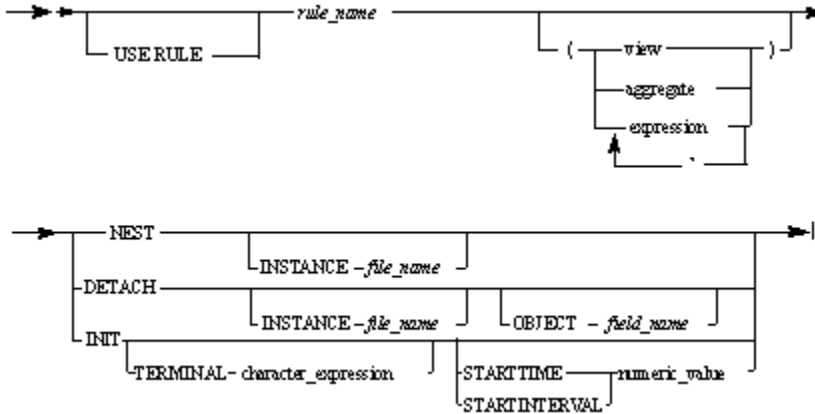 rule_name
USE RULE
( view )
aggregate
expression
,
NEST
INSTANCE - file_name
DETACH
INSTANCE - file_name OBJECT - field_name
INIT
TERMINAL - character_expression STARTTIME numeric_value
STARTINTERVAL